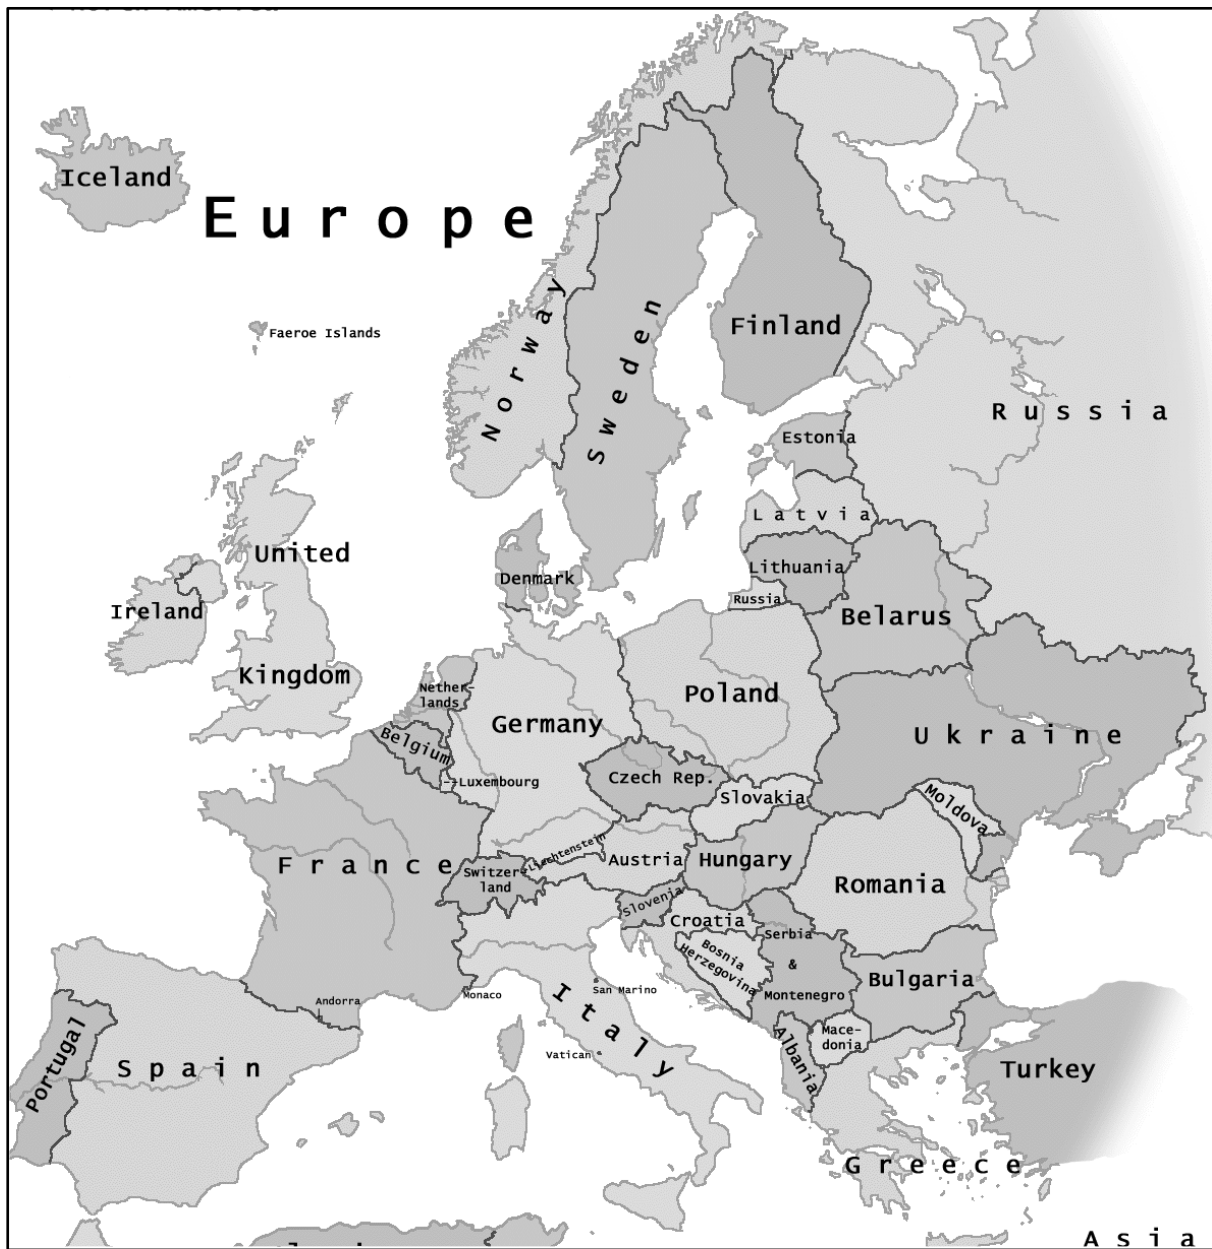 Iceland
Europe
Norway
Sweden
Finland
Faeroe Islands
Russia
Estonia
Latvia
Lithuania
Russia
Belarus
United
Kingdom
Ireland
Denmark
Nether-
lands
Belgium
--Luxembourg
Germany
Poland
Ukraine
Czech Rep.
Slovakia
Moldova
France
Switzer-
land
Liechtenstein
Austria
Hungary
Romania
Slovenia
Croatia
Bosnia
Herzegovina
Serbia
&
Montenegro
Bulgaria
Andorra
Monaco
San Marino
Italy
Vatican
Albania
Mace-
donia
Portugal
Spain
Turkey
Greece
Asia